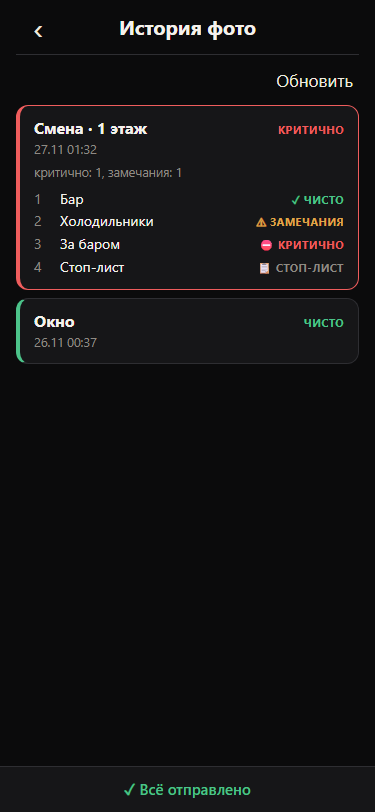 ‹ История фото
Обновить
Смена • 1 этаж КРИТИЧНО
27.11 01:32
критично: 1, замечания: 1
1 Бар ✓ ЧИСТО
2 Холодильники ⚠ ЗАМЕЧАНИЯ
3 За баром ⛔ КРИТИЧНО
4 Стоп-лист 📋 СТОП-ЛИСТ
Окно ЧИСТО
26.11 00:37
✓ Всё отправлено